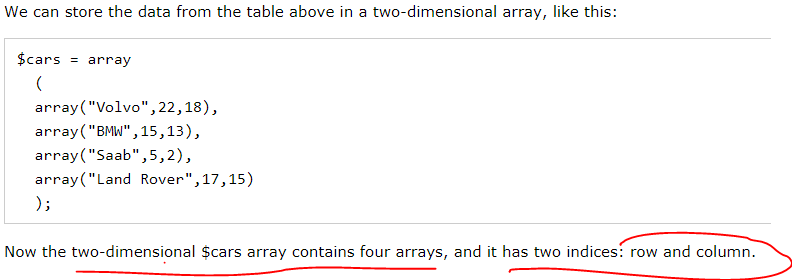 We can store the data from the table above in a two-dimensional array, like this:
$cars = array
(
array("Volvo",22,18),
array("BMW",15,13),
array("Saab",5,2),
array("Land Rover",17,15)
);
Now the two-dimensional $cars array contains four arrays, and it has two indices: row and column.